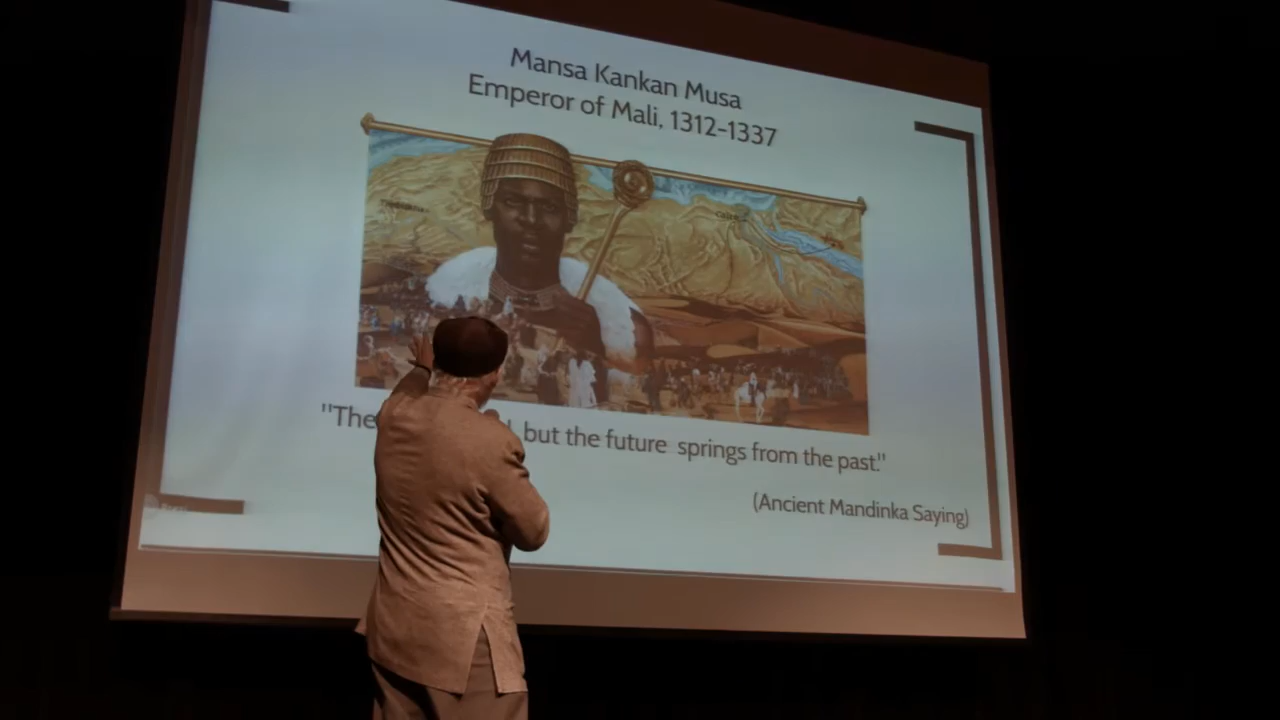 Mansa Kankan Musa
Emperor of Mali, 1312-1337
Cairo
"The but the future springs from the past."
(Ancient Mandinka Saying)